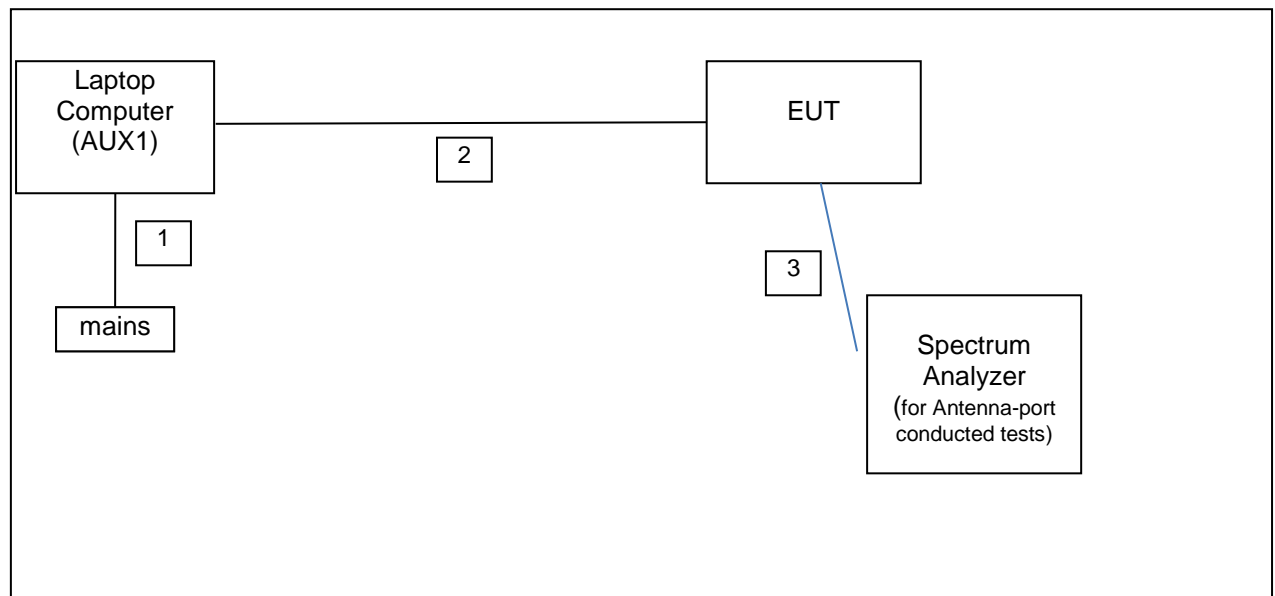 Laptop
Computer
(AUX1)
EUT
2
1
3
mains
Spectrum
Analyzer
(for Antenna-port
conducted tests)